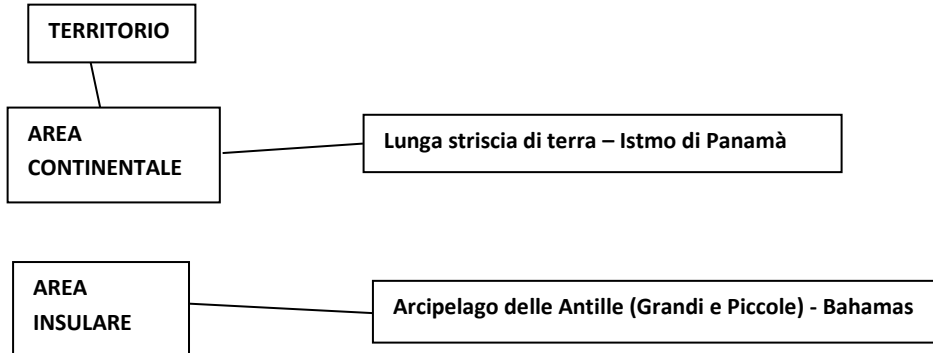 TERRITORIO
AREA
CONTINENTALE
Lunga striscia di terra – Istmo di Panamà
AREA
INSULARE
Arcipelago delle Antille (Grandi e Piccole) - Bahamas